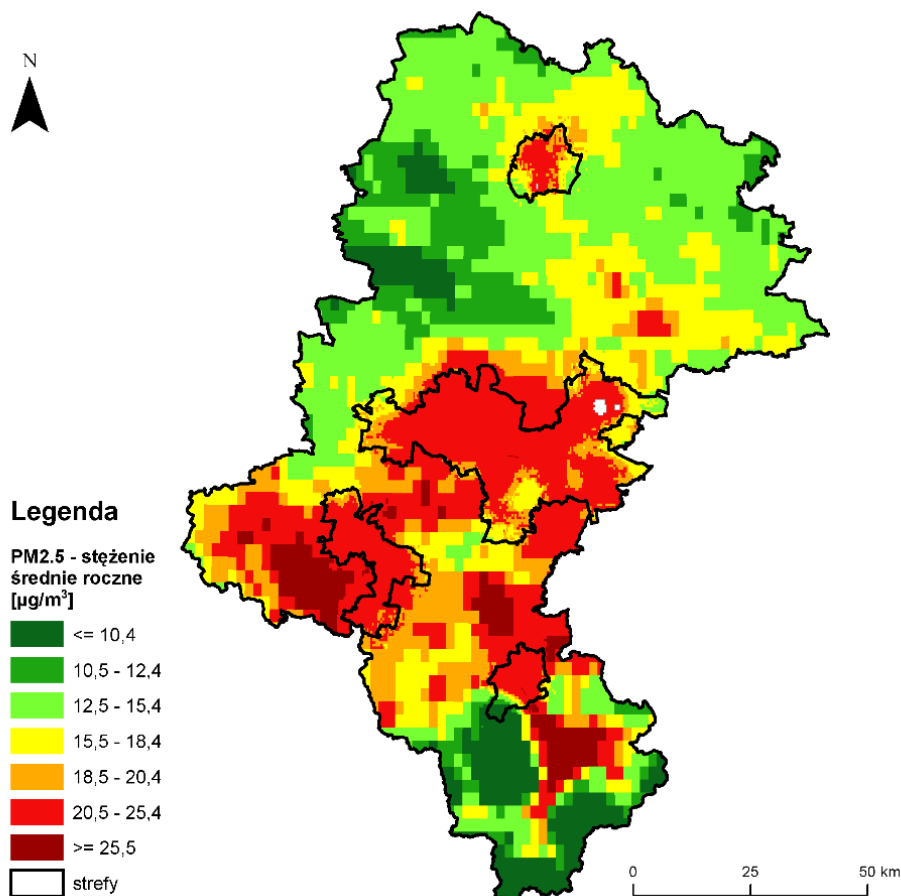 N
Legenda
PM2.5 - stężenie
średnie roczne
[µg/m³]
<= 10,4
10,5 - 12,4
12,5 - 15,4
15,5 - 18,4
18,5 - 20,4
20,5 - 25,4
>= 25,5
strefy
0 25 50 km